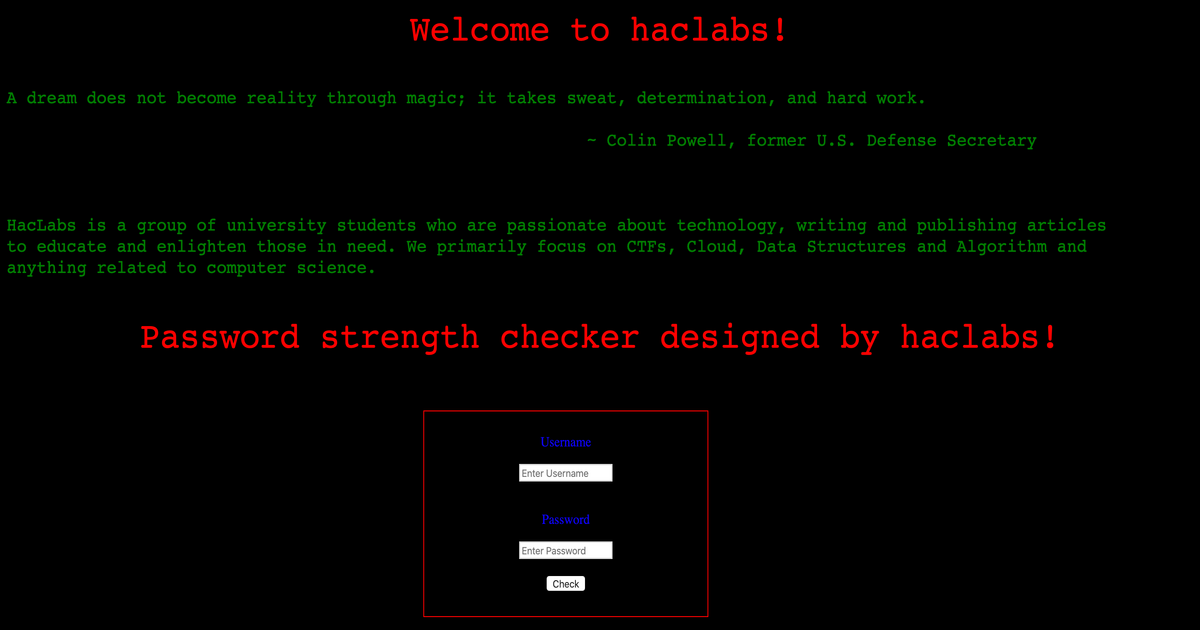 Welcome to haclabs!
A dream does not become reality through magic; it takes sweat, determination, and hard work.
~ Colin Powell, former U.S. Defense Secretary
HacLabs is a group of university students who are passionate about technology, writing and publishing articles
to educate and enlighten those in need. We primarily focus on CTFs, Cloud, Data Structures and Algorithm and
anything related to computer science.
Password strength checker designed by haclabs!
Username
Enter Username
Password
Enter Password
Check